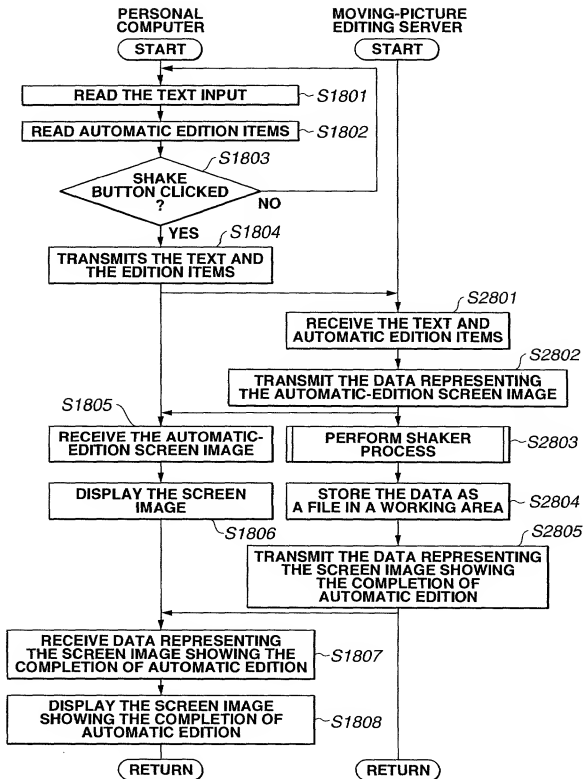 PERSONAL
COMPUTER
MOVING-PICTURE
EDITING SERVER
START
START
READ THE TEXT INPUT
S1801
READ AUTOMATIC EDITION ITEMS
S1802
S1803
SHAKE
BUTTON CLICKED
?
NO
YES
S1804
TRANSMITS THE TEXT AND
THE EDITION ITEMS
S2801
RECEIVE THE TEXT AND
AUTOMATIC EDITION ITEMS
S2802
TRANSMIT THE DATA REPRESENTING
THE AUTOMATIC-EDITION SCREEN IMAGE
S1805
RECEIVE THE AUTOMATIC-
EDITION SCREEN IMAGE
PERFORM SHAKER
PROCESS
S2803
DISPLAY THE SCREEN
IMAGE
S1806
STORE THE DATA AS
A FILE IN A WORKING AREA
S2804
S2805
TRANSMIT THE DATA REPRESENTING
THE SCREEN IMAGE SHOWING
THE COMPLETION OF
AUTOMATIC EDITION
RECEIVE DATA REPRESENTING
THE SCREEN IMAGE SHOWING THE
COMPLETION OF AUTOMATIC EDITION
S1807
DISPLAY THE SCREEN IMAGE
SHOWING THE COMPLETION OF
AUTOMATIC EDITION
S1808
RETURN
RETURN